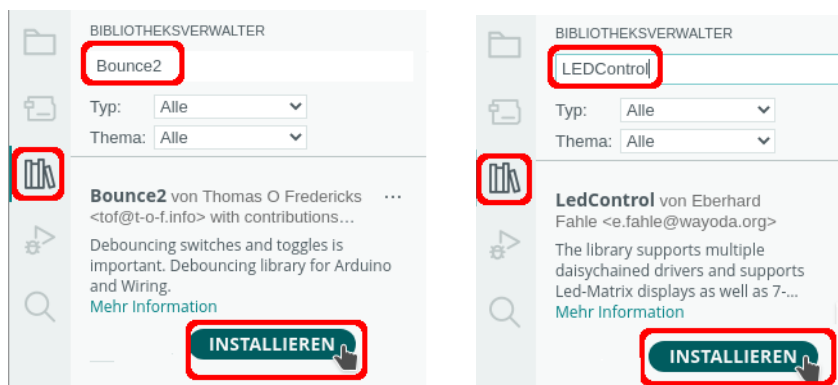 BIBLIOTHEKSVERWALTER
Bounce2
Typ: Alle
Thema: Alle
Bounce2 von Thomas O Fredericks ...
<tof@t-o-f.info> with contributions…
Debouncing switches and toggles is
important. Debouncing library for Arduino
and Wiring.
Mehr Information
INSTALLIEREN
BIBLIOTHEKSVERWALTER
LEDControl
Typ: Alle
Thema: Alle
LedControl von Eberhard
Fahle <e.fahle@wayoda.org>
The library supports multiple
daisychained drivers and supports
Led-Matrix displays as well as 7-...
Mehr Information
INSTALLIEREN